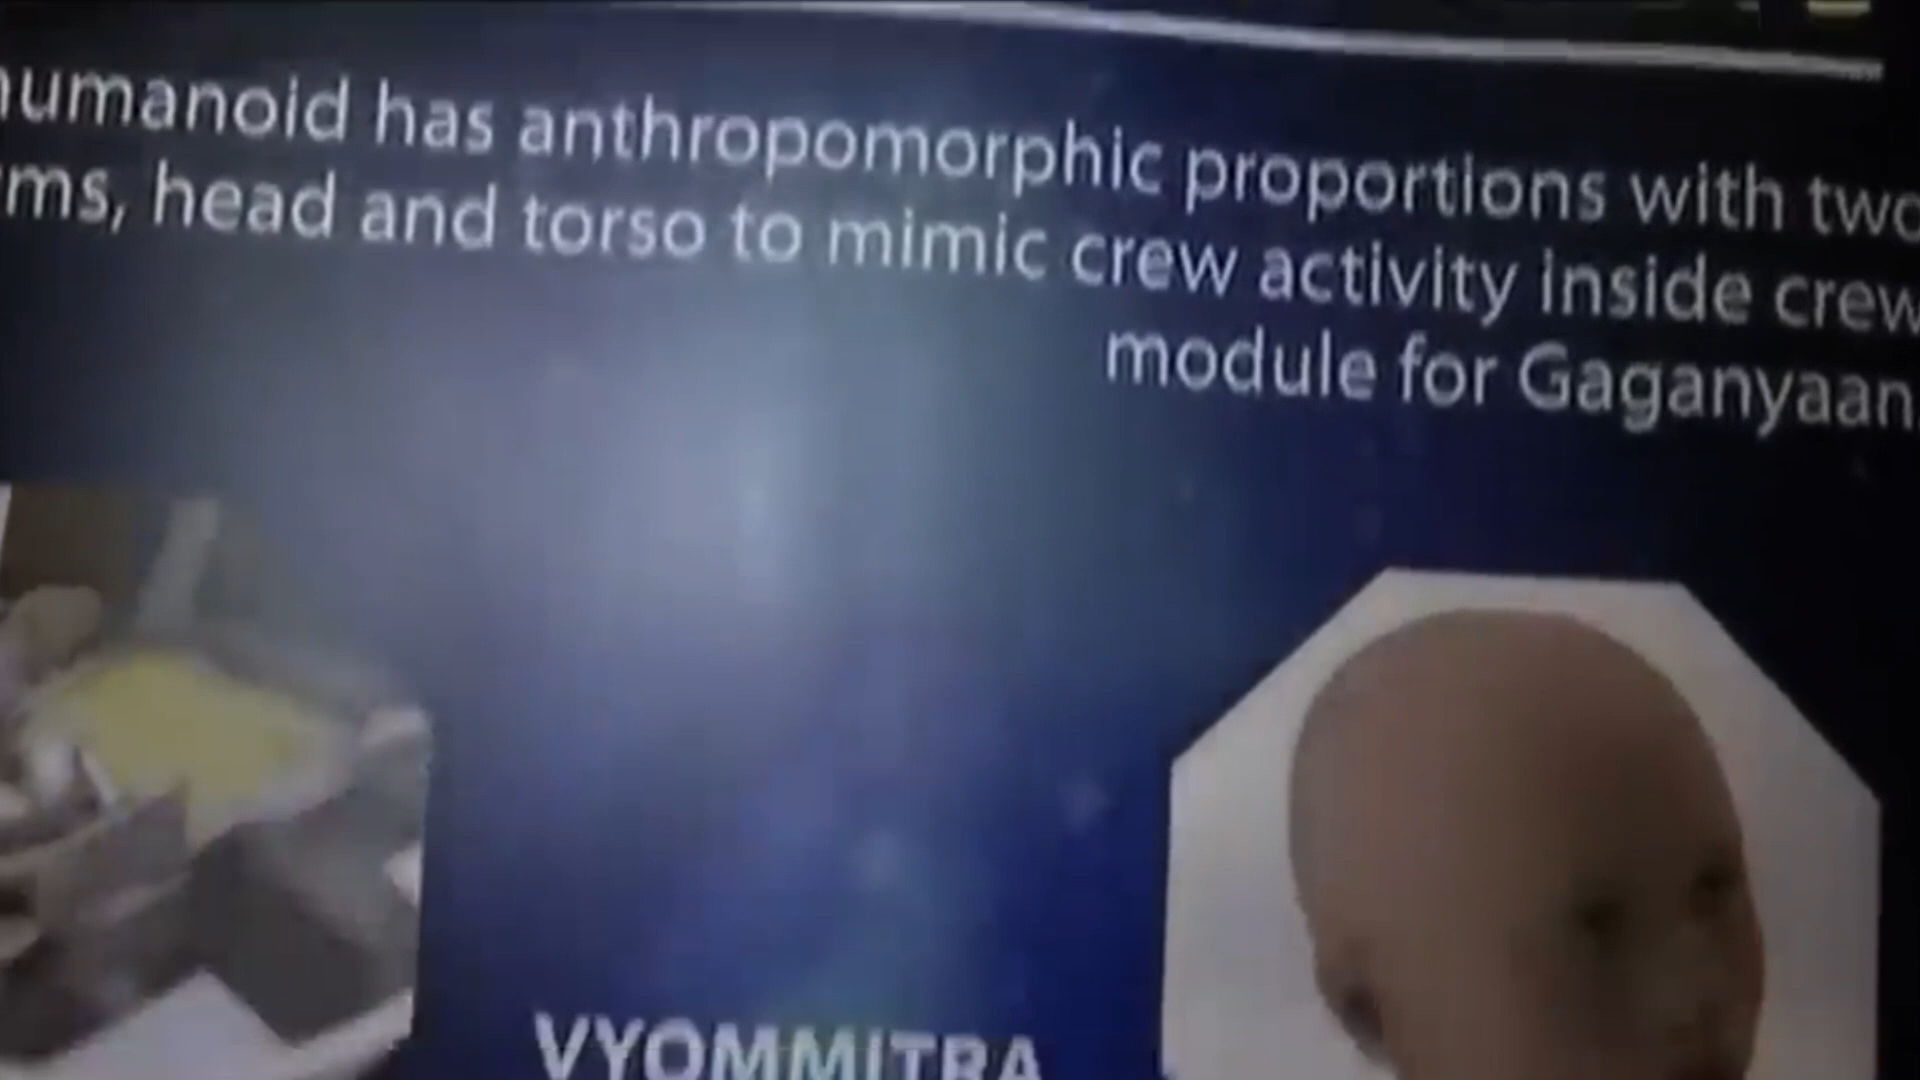 humanoid has anthropomorphic proportions with two
rms, head and torso to mimic crew activity inside crew
module for Gaganyaan.
VYOMMITRA